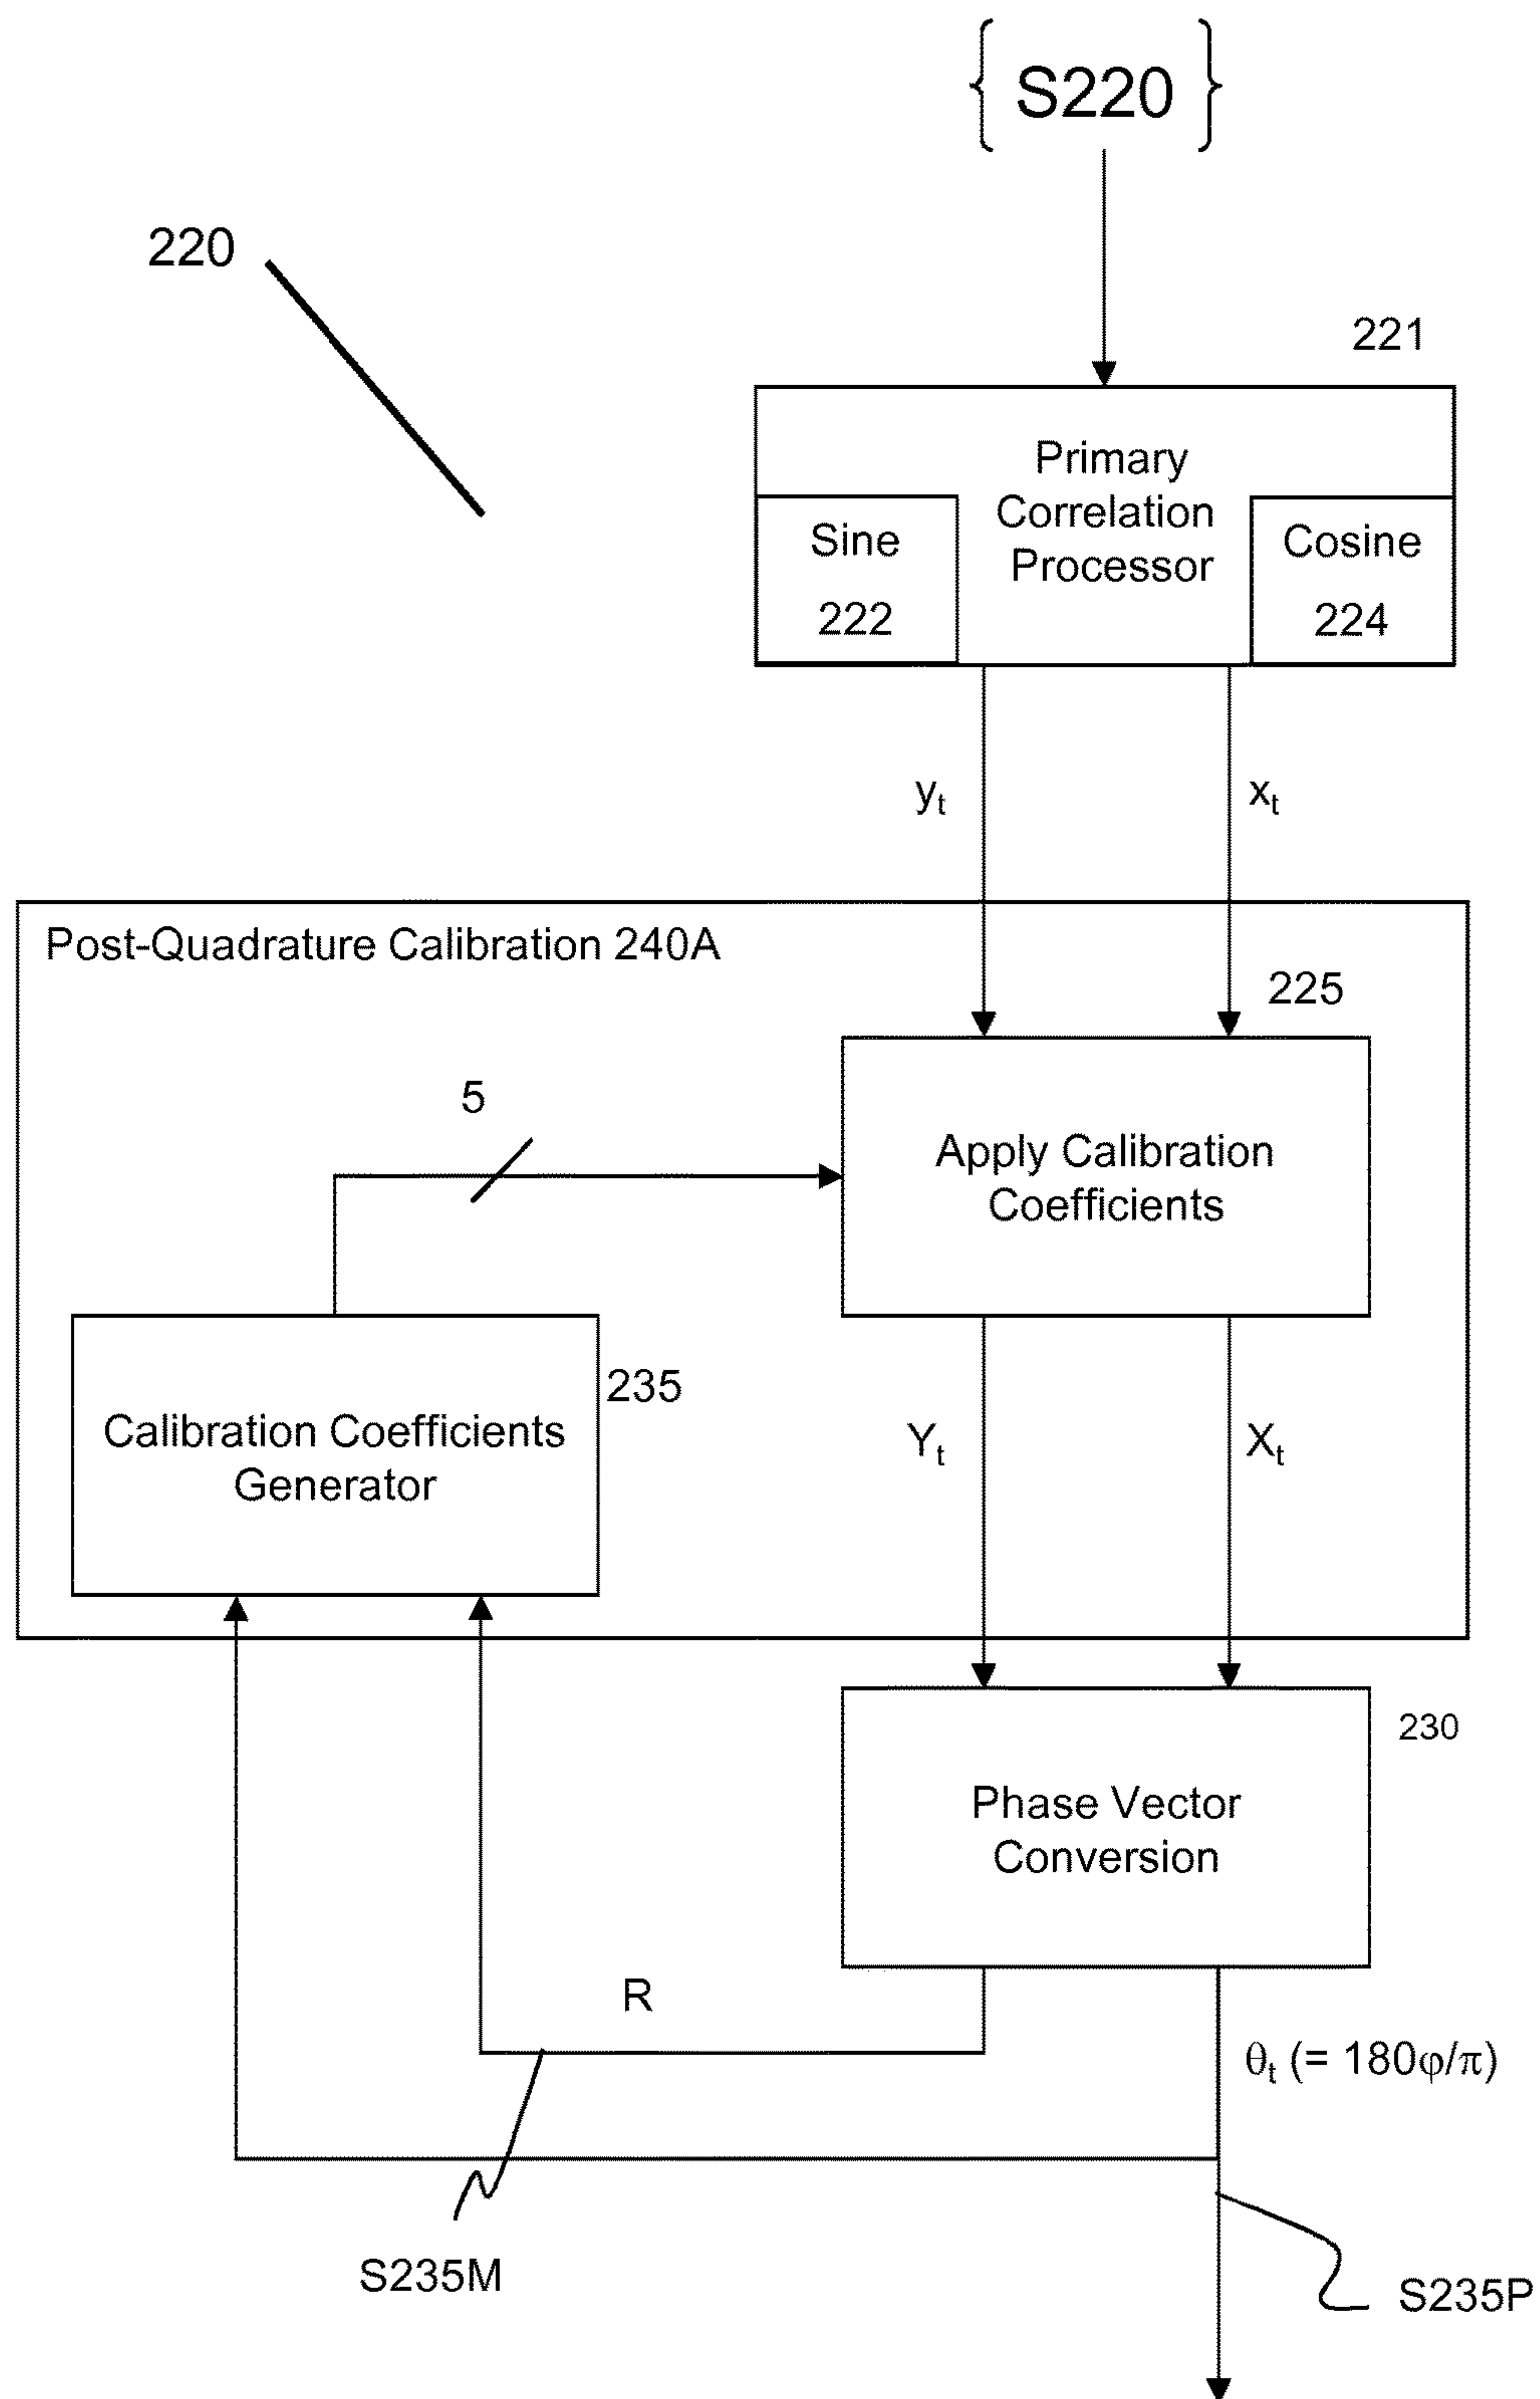 { S220 }
220
221
Primary
Correlation
Processor
Sine
222
Cosine
224
yt
xt
Post-Quadrature Calibration 240A
225
5
Apply Calibration
Coefficients
235
Calibration Coefficients
Generator
Yt
Xt
230
Phase Vector
Conversion
R
θt (= 180φ/π)
S235M
S235P